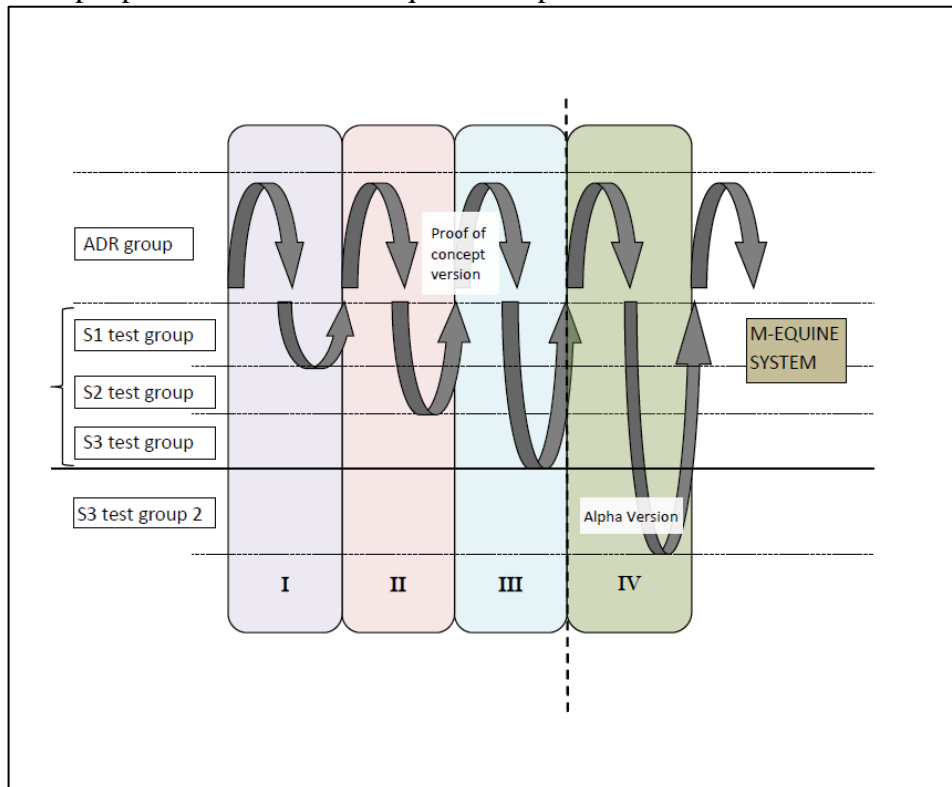 ADR group
Proof of
concept
version
S1 test group
M-EQUINE
SYSTEM
S2 test group
S3 test group
S3 test group 2
Alpha Version
I
II
III
IV